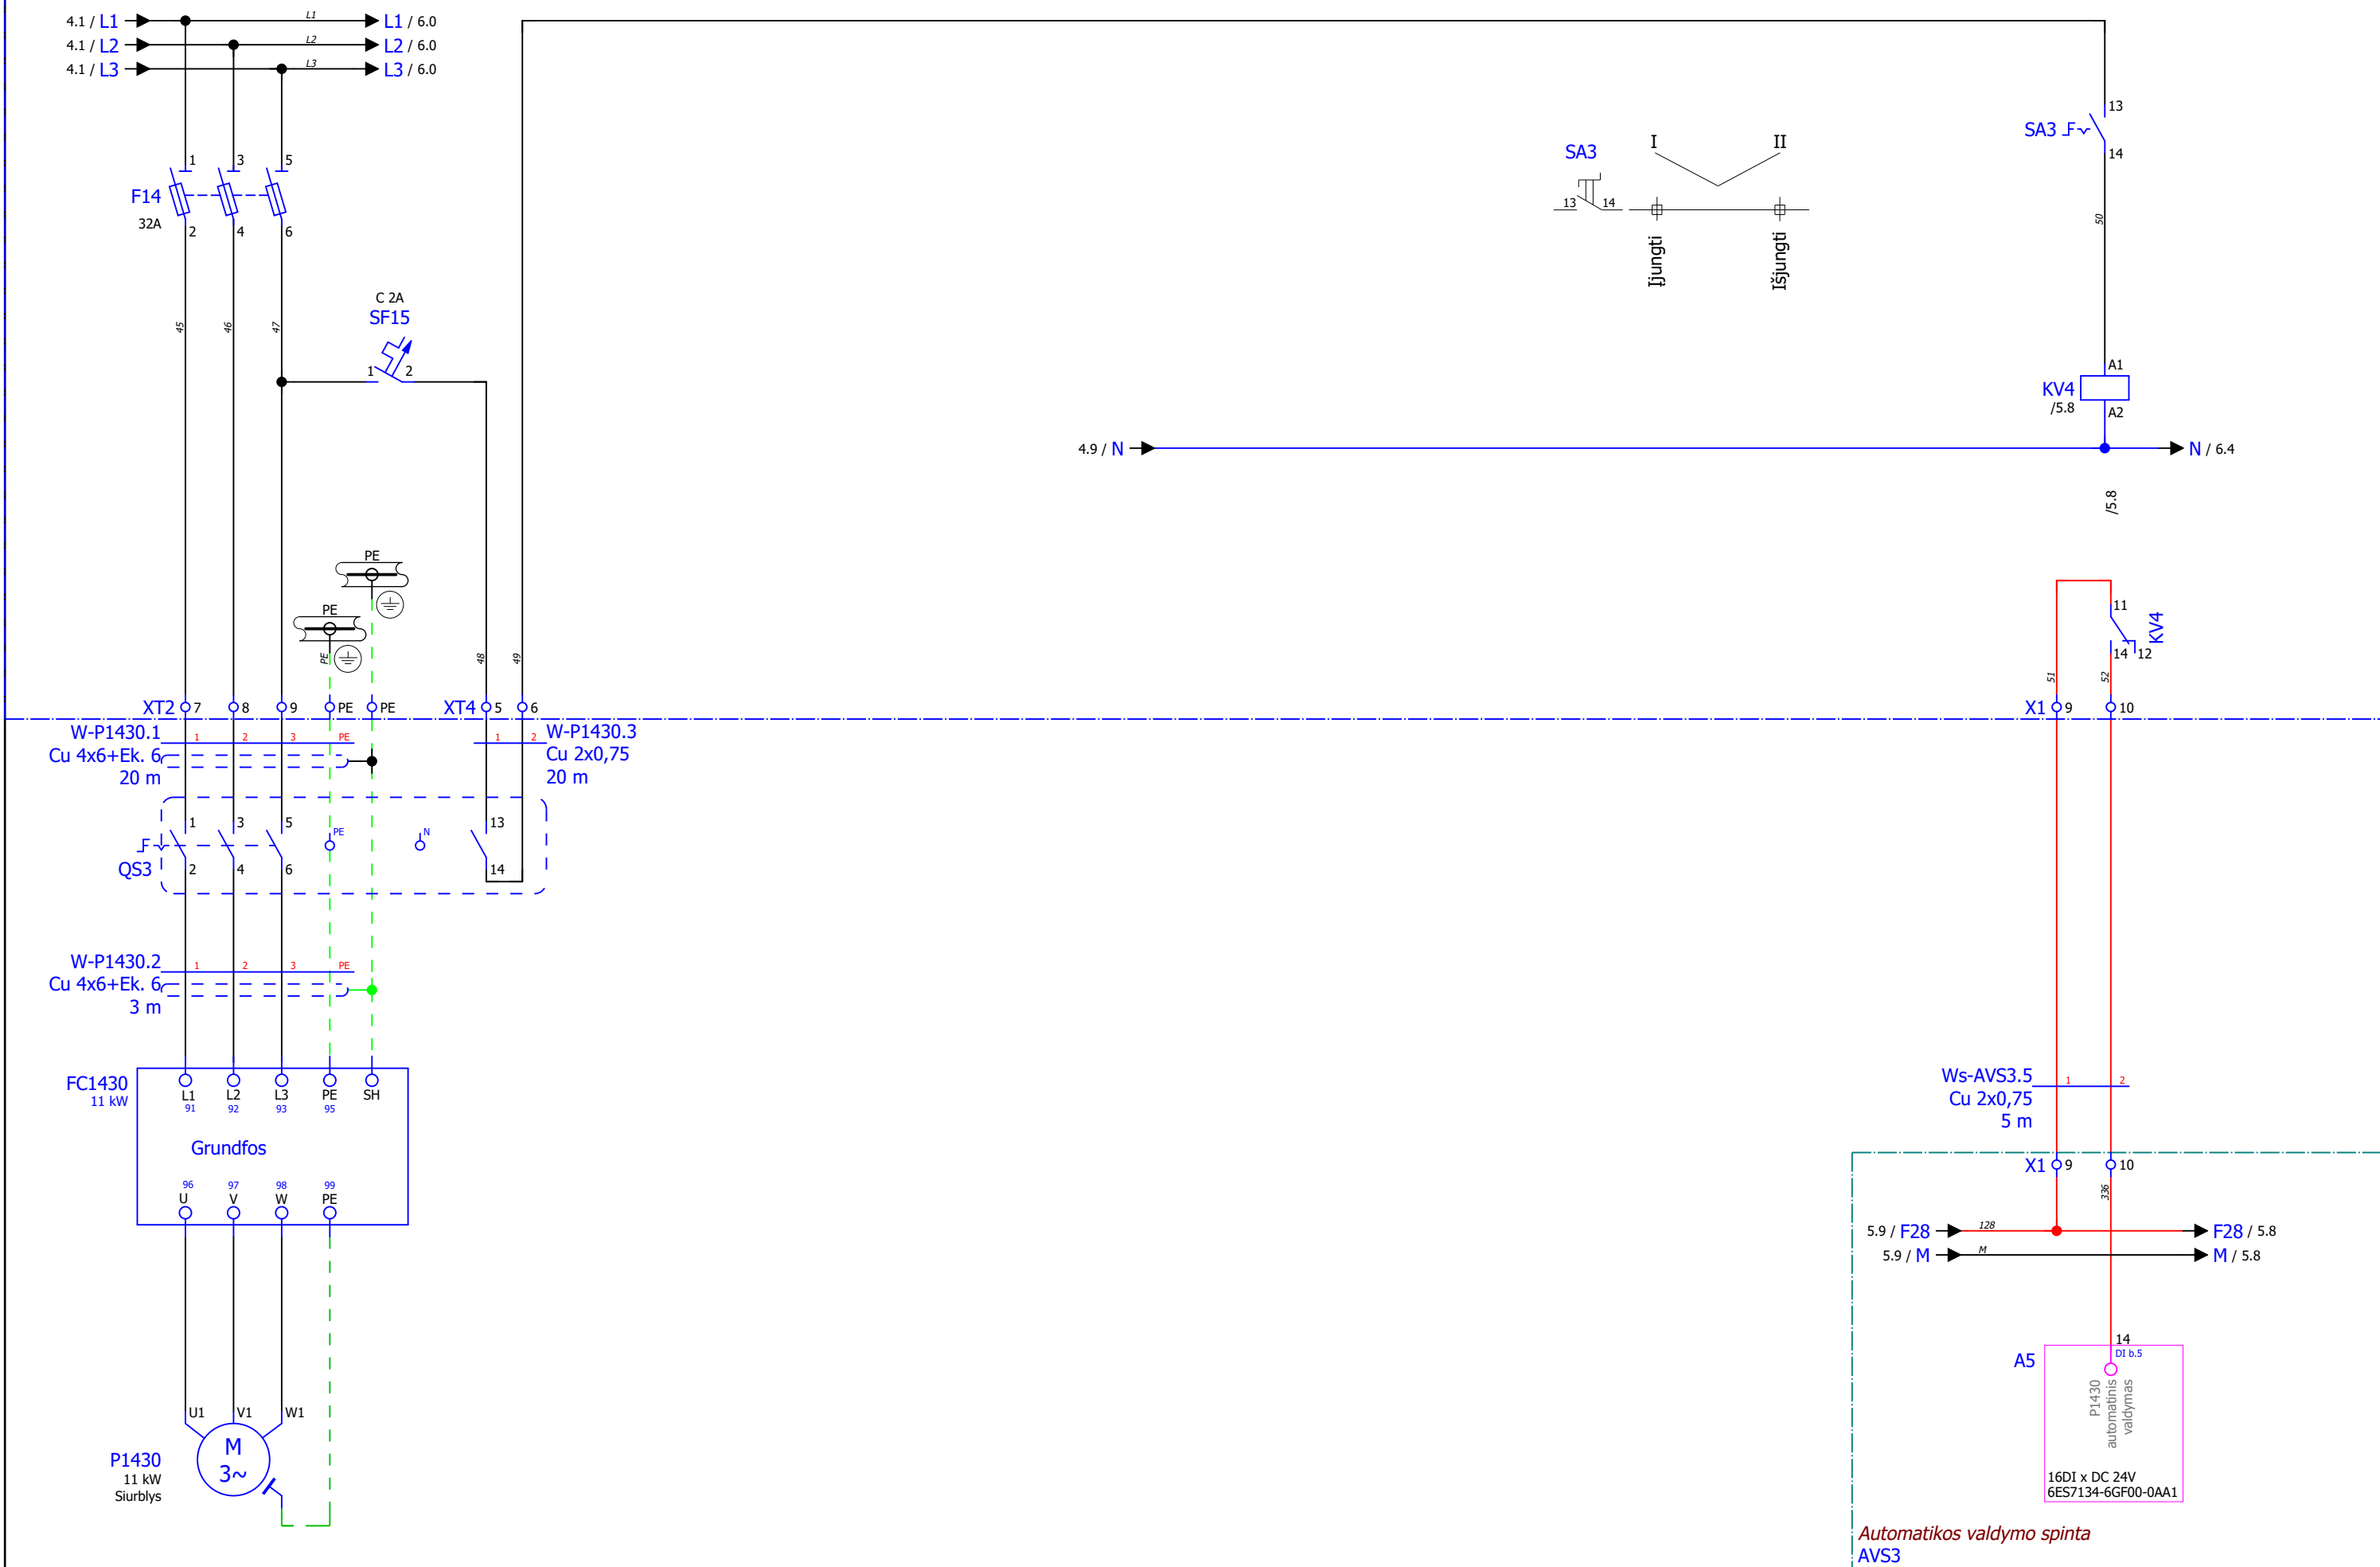 4.1 / L1 L1 L1 / 6.0
4.1 / L2 L2 L2 / 6.0
4.1 / L3 L3 L3 / 6.0
1 3 5
F14
32A
2 4 6
45 46 47
C 2A
SF15
1 2
SA3
I II
13 14
Įjungti
Išjungti
13
SA3
14
50
A1
KV4
/5.8
A2
4.9 / N N / 6.4
/5.8
PE
PE
PE
48 49
11
KV4
14 12
51 52
XT2 7 8 9 PE PE XT4 5 6
X1 9 10
W-P1430.1
Cu 4x6+Ek. 6
20 m
1 2 3 PE
1 2
W-P1430.3
Cu 2x0,75
20 m
1 3 5 PE N 13
QS3
2 4 6 14
W-P1430.2
Cu 4x6+Ek. 6
3 m
1 2 3 PE
FC1430
11 kW
L1 L2 L3 PE SH
91 92 93 95
Grundfos
96 97 98 99
U V W PE
U1 V1 W1
M
3~
P1430
11 kW
Siurblys
Ws-AVS3.5
Cu 2x0,75
5 m
1 2
X1 9 10
336
5.9 / F28 128 F28 / 5.8
5.9 / M M M / 5.8
14
DI b.5
A5
P1430
automatinis
valdymas
16DI x DC 24V
6ES7134-6GF00-0AA1
Automatikos valdymo spinta
AVS3